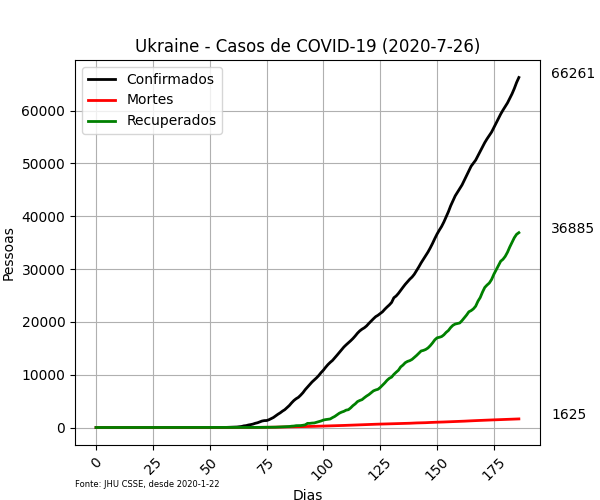 Ukraine - Casos de COVID-19 (2020-7-26)
Confirmados
Mortes
Recuperados
66261
36885
1625
Pessoas
60000
50000
40000
30000
20000
10000
0
0
25
50
75
100
125
150
175
Dias
Fonte: JHU CSSE, desde 2020-1-22